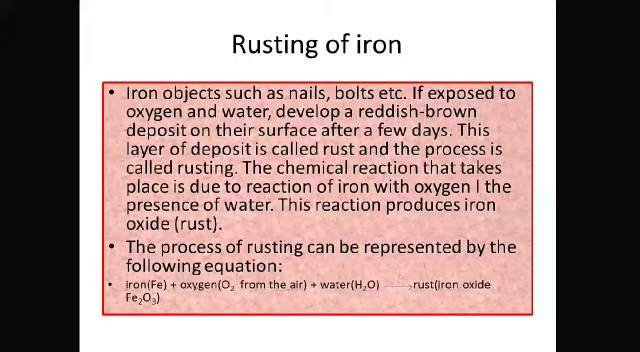 Rusting of iron
• Iron objects such as nails, bolts etc. If exposed to
oxygen and water, develop a reddish-brown
deposit on their surface after a few days. This
layer of deposit is called rust and the process is
called rusting. The chemical reaction that takes
place is due to reaction of iron with oxygen I the
presence of water. This reaction produces iron
oxide (rust).
• The process of rusting can be represented by the
following equation:
• iron(Fe) + oxygen(O₂ from the air) + water(H₂O) ⟶rust(iron oxide
Fe₂O₃)